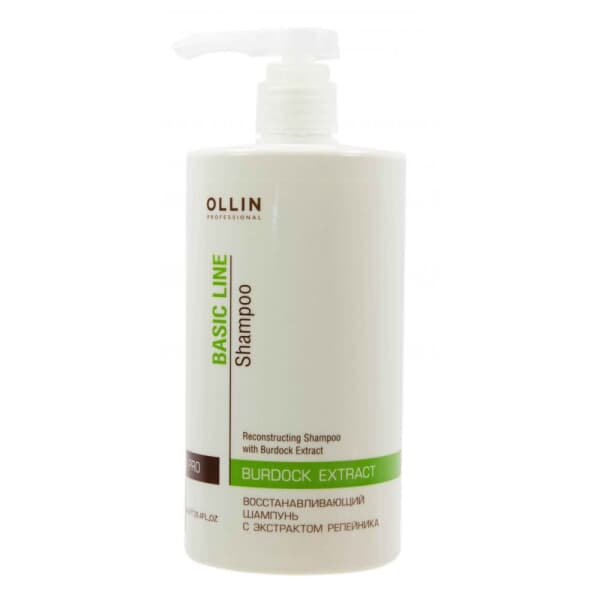 OLLIN
PROFESSIONAL
BASIC LINE
Shampoo
Reconstructing Shampoo
with Burdock Extract
PRO
BURDOCK EXTRACT
ВОССТАНАВЛИВАЮЩИЙ
ШАМПУНЬ
С ЭКСТРАКТОМ РЕПЕЙНИКА